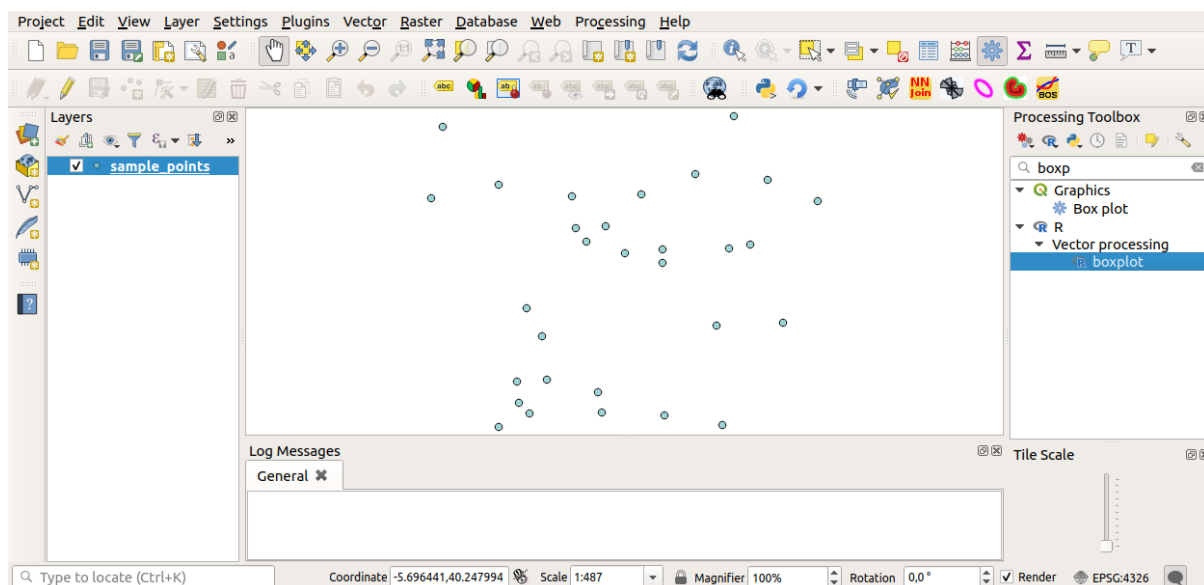 Project Edit View Layer Settings Plugins Vector Raster Database Web Processing Help
Σ T
abc ab NN Join BOS
Layers
ε »
sample_points
Processing Toolbox
boxp
Graphics
Box plot
R
Vector processing
boxplot
Log Messages
General
Tile Scale
Type to locate (Ctrl+K) Coordinate -5.696441,40.247994 Scale 1:487 Magnifier 100% Rotation 0,0 ° Render EPSG:4326